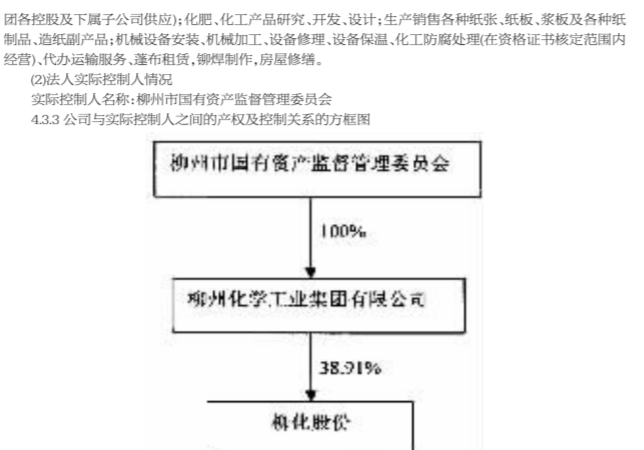 团各控股及下属子公司供应);化肥、化工产品研究、开发、设计;生产销售各种纸张、纸板、浆板及各种纸
制品、造纸副产品;机械设备安装、机械加工、设备修理、设备保温、化工防腐处理(在资格证书核定范围内
经营)、代办运输服务、蓬布租赁,铆焊制作,房屋修缮。
(2)法人实际控制人情况
实际控制人名称:柳州市国有资产监督管理委员会
4.3.3 公司与实际控制人之间的产权及控制关系的方框图
柳州市国有资产监督管理委员会
100%
柳州化学工业集团有限公司
38.91%
柳化股份